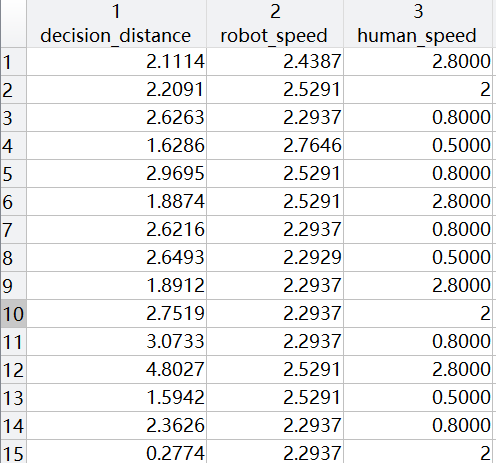 1 2 3
decision_distance robot_speed human_speed
1 2.1114 2.4387 2.8000
2 2.2091 2.5291 2
3 2.6263 2.2937 0.8000
4 1.6286 2.7646 0.5000
5 2.9695 2.5291 0.8000
6 1.8874 2.5291 2.8000
7 2.6216 2.2937 0.8000
8 2.6493 2.2929 0.5000
9 1.8912 2.2937 2.8000
10 2.7519 2.2937 2
11 3.0733 2.2937 0.8000
12 4.8027 2.5291 2.8000
13 1.5942 2.5291 0.5000
14 2.3626 2.2937 0.8000
15 0.2774 2.2937 2